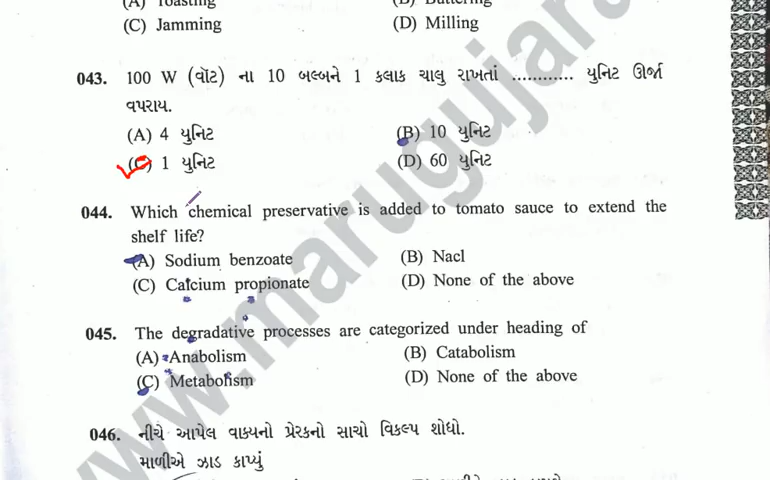 (C) Jamming (D) Milling
043. 100 W (વૉટ) ના 10 બલ્બને 1 કલાક ચાલુ રાખતાં ............ યુનિટ ઊર્જા
વપરાય.
(A) 4 યુનિટ (B) 10 યુનિટ
(C) 1 યુનિટ (D) 60 યુનિટ
044. Which chemical preservative is added to tomato sauce to extend the
shelf life?
(A) Sodium benzoate (B) Nacl
(C) Calcium propionate (D) None of the above
045. The degradative processes are categorized under heading of
(A) Anabolism (B) Catabolism
(C) Metabolism (D) None of the above
046. નીચે આપેલ વાક્યનો પ્રેરકનો સાચો વિકલ્પ શોધો.
માળીએ ઝાડ કાપ્યું